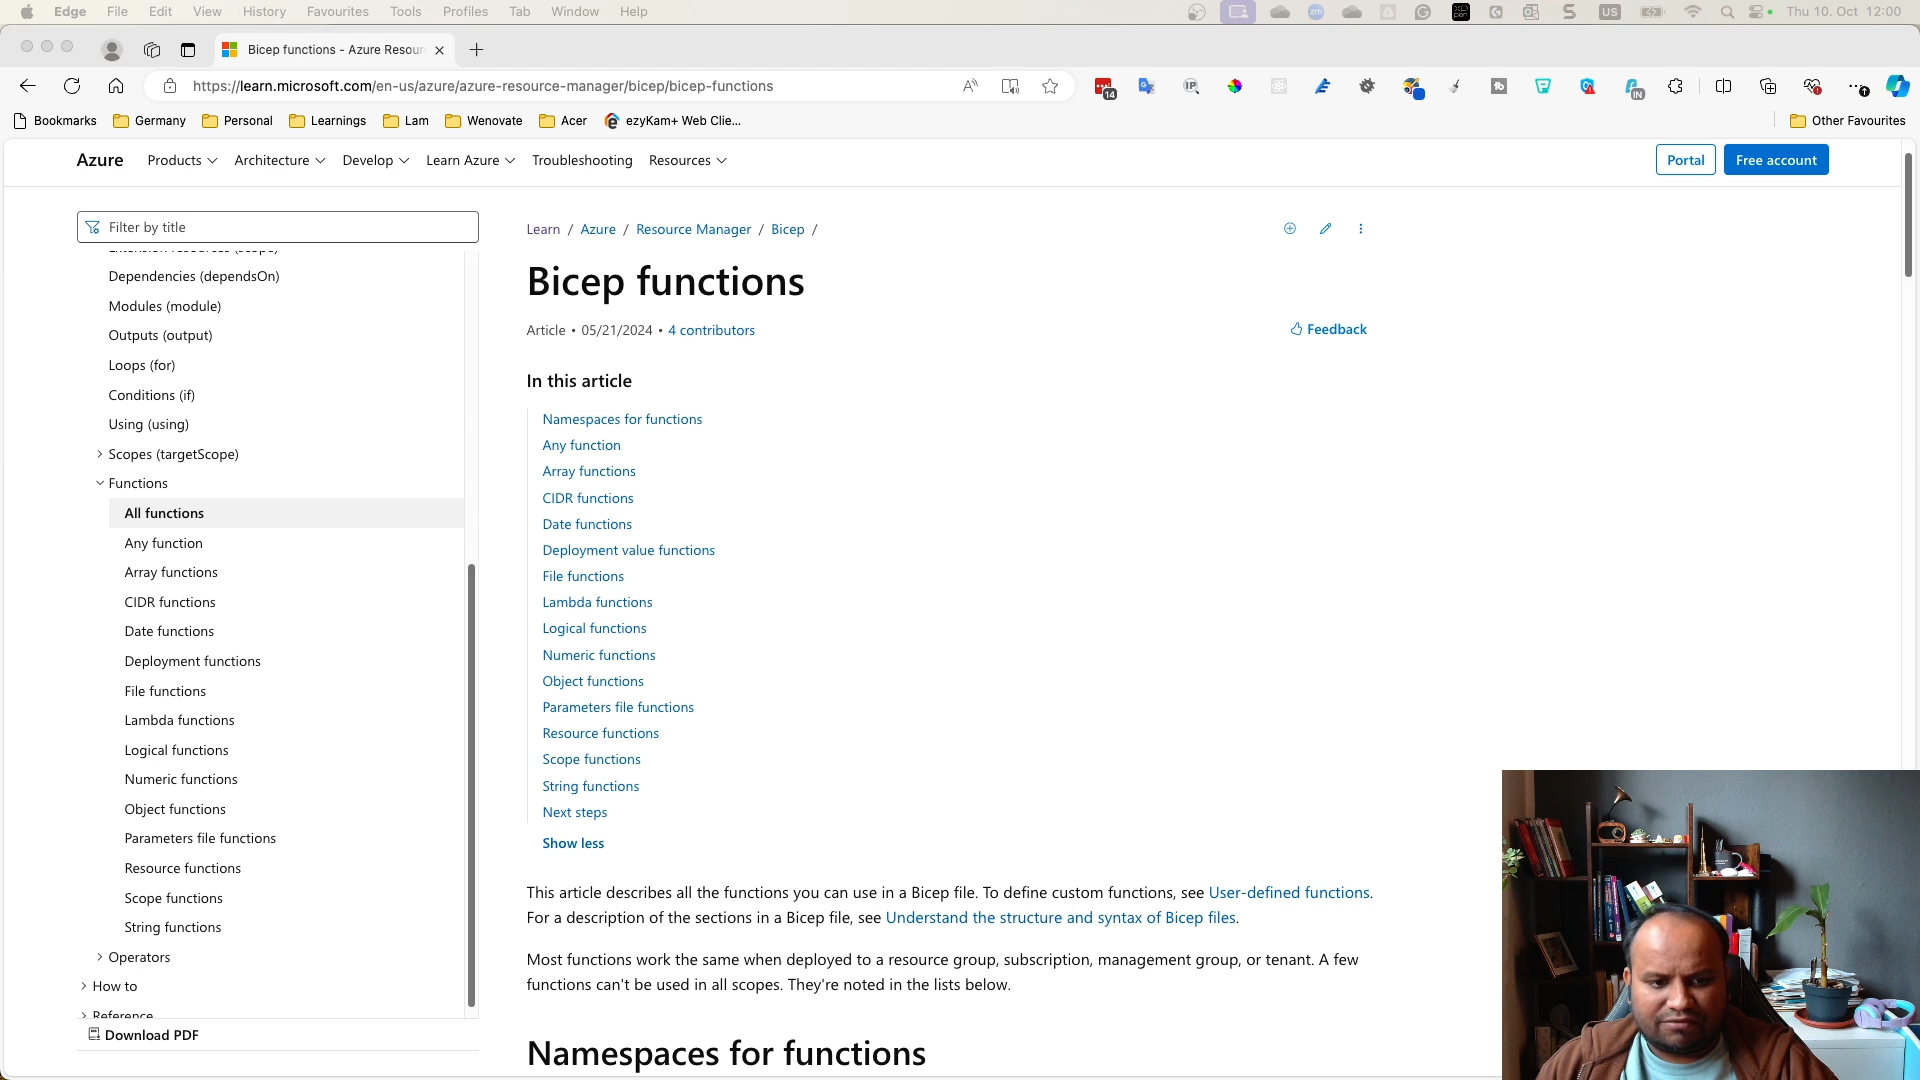 Edge File Edit View History Favourites Tools Profiles Tab Window Help
US
Thu 10. Oct 12:00
Bicep functions - Azure Resour
https://learn.microsoft.com/en-us/azure/azure-resource-manager/bicep/bicep-functions
14
IN
Bookmarks Germany Personal Learnings Lam Wenovate Acer ezyKam+ Web Clie... Other Favourites
Azure Products Architecture Develop Learn Azure Troubleshooting Resources Portal Free account
Filter by title
Extension resources (scope)
Dependencies (dependsOn)
Modules (module)
Outputs (output)
Loops (for)
Conditions (if)
Using (using)
Scopes (targetScope)
Functions
All functions
Any function
Array functions
CIDR functions
Date functions
Deployment functions
File functions
Lambda functions
Logical functions
Numeric functions
Object functions
Parameters file functions
Resource functions
Scope functions
String functions
Operators
How to
Reference
Download PDF
Learn / Azure / Resource Manager / Bicep /
Bicep functions
Article • 05/21/2024 • 4 contributors
Feedback
In this article
Namespaces for functions
Any function
Array functions
CIDR functions
Date functions
Deployment value functions
File functions
Lambda functions
Logical functions
Numeric functions
Object functions
Parameters file functions
Resource functions
Scope functions
String functions
Next steps
Show less
This article describes all the functions you can use in a Bicep file. To define custom functions, see User-defined functions.
For a description of the sections in a Bicep file, see Understand the structure and syntax of Bicep files.
Most functions work the same when deployed to a resource group, subscription, management group, or tenant. A few
functions can't be used in all scopes. They're noted in the lists below.
Namespaces for functions